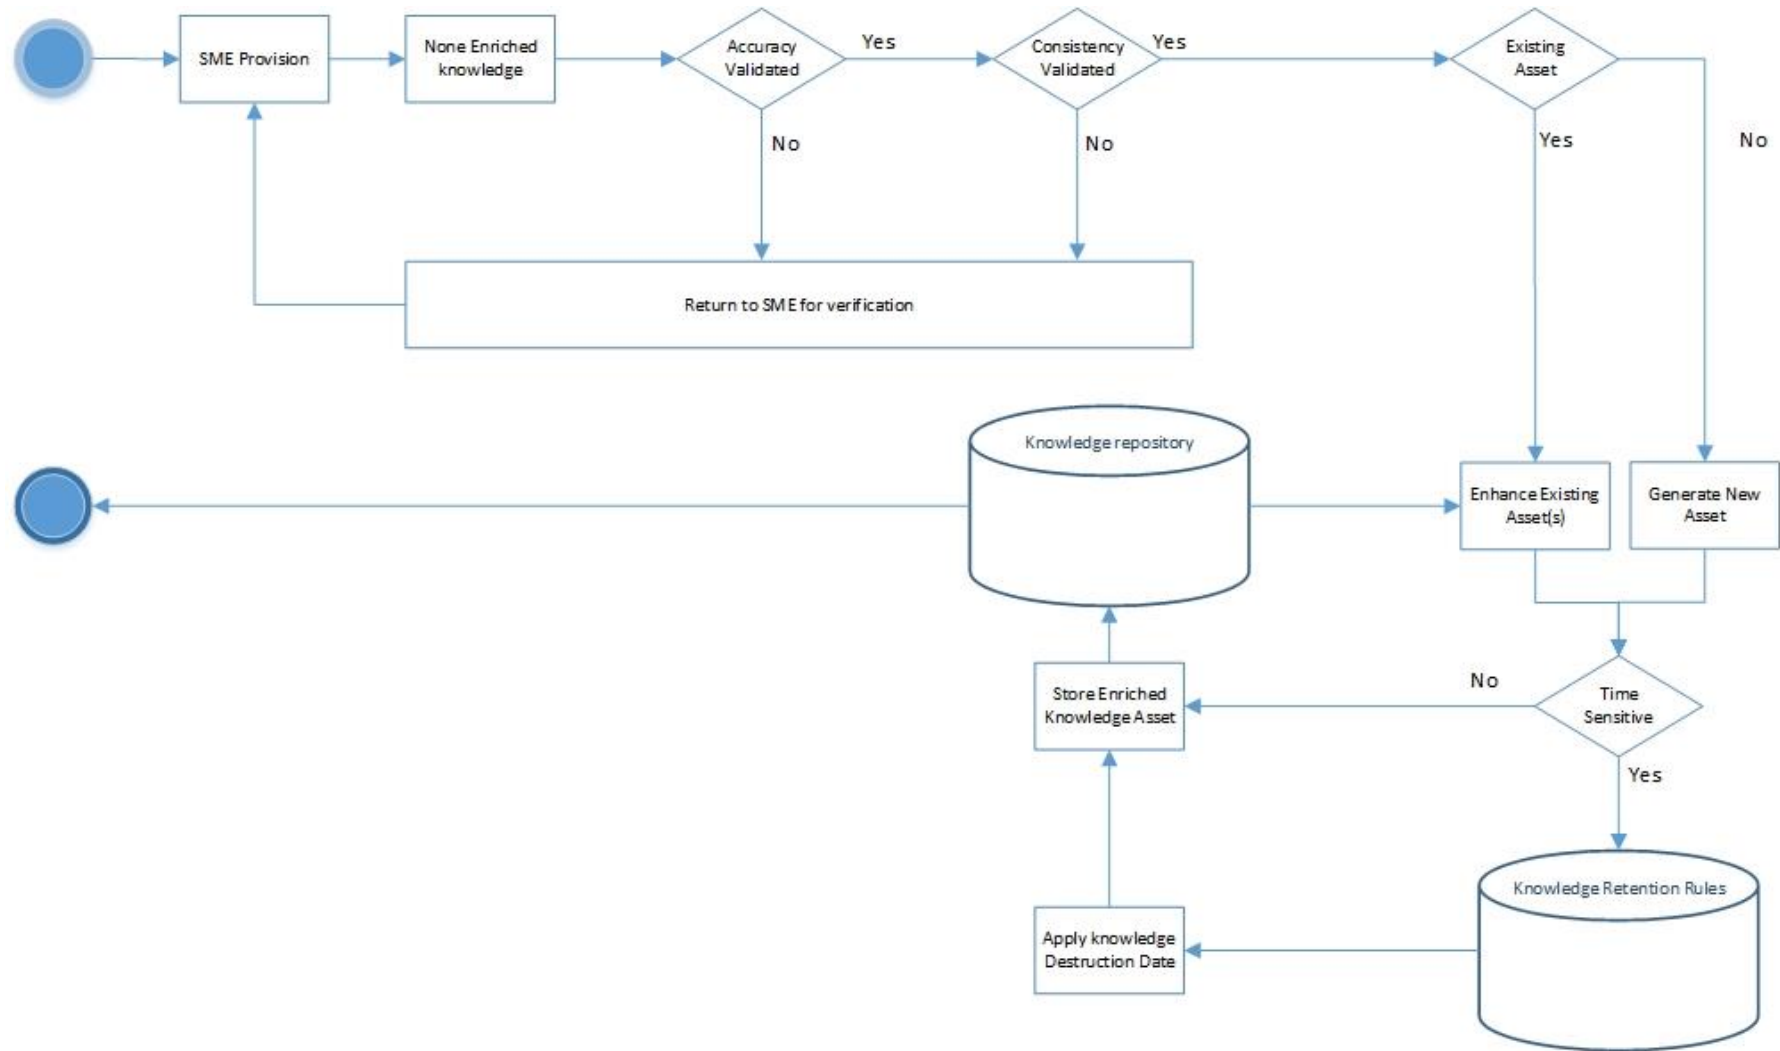 SME Provision
None Enriched
knowledge
Accuracy
Validated
Yes
Consistency
Validated
Yes
Existing
Asset
No
No
Yes
No
Return to SME for verification
Knowledge repository
Enhance Existing
Asset(s)
Generate New
Asset
Store Enriched
Knowledge Asset
No
Time
Sensitive
Yes
Knowledge Retention Rules
Apply knowledge
Destruction Date